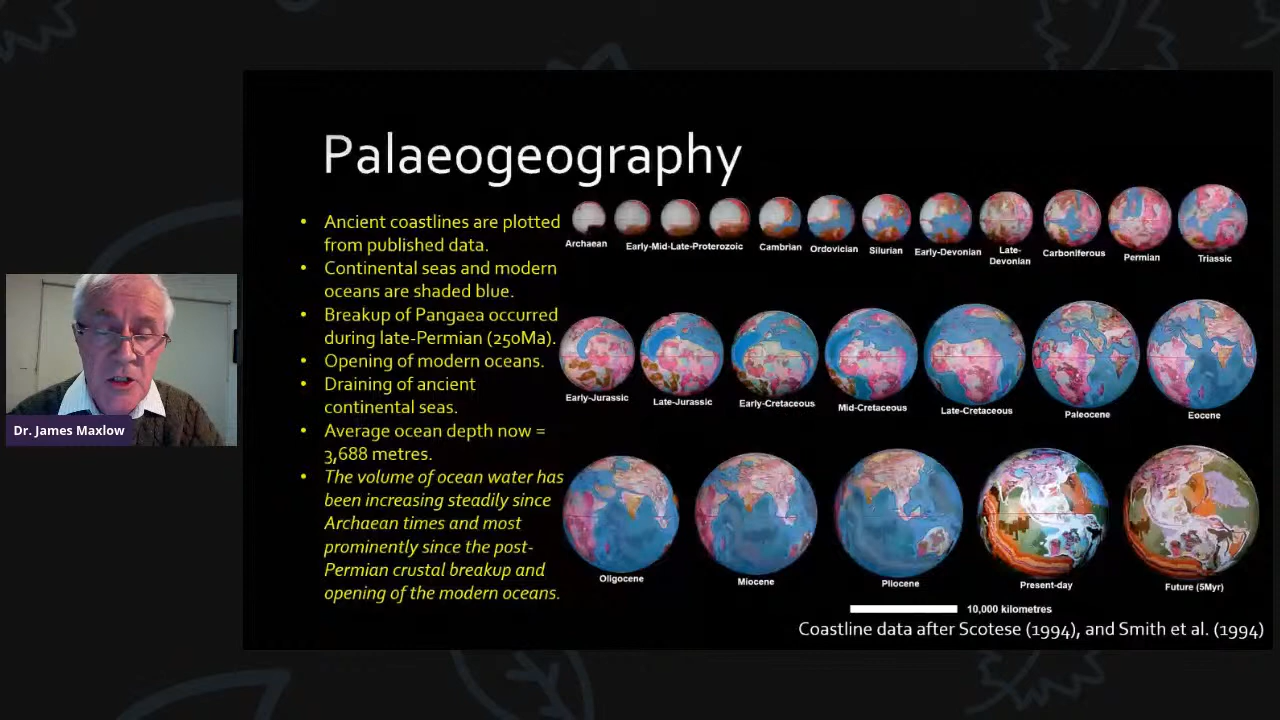 Palaeogeography
• Ancient coastlines are plotted
from published data.
• Continental seas and modern
oceans are shaded blue.
• Breakup of Pangaea occurred
during late-Permian (250Ma).
• Opening of modern oceans.
• Draining of ancient
continental seas.
• Average ocean depth now =
3,688 metres.
• The volume of ocean water has
been increasing steadily since
Archaean times and most
prominently since the post-
Permian crustal breakup and
opening of the modern oceans.
Archaean
Early-Mid-Late-Proterozoic
Cambrian
Ordovician
Silurian
Early-Devonian
Late-
Devonian
Carboniferous
Permian
Triassic
Early-Jurassic
Late-Jurassic
Early-Cretaceous
Mid-Cretaceous
Late-Cretaceous
Paleocene
Eocene
Oligocene
Miocene
Pliocene
Present-day
Future (5Myr)
10,000 kilometres
Coastline data after Scotese (1994), and Smith et al. (1994)
Dr. James Maxlow